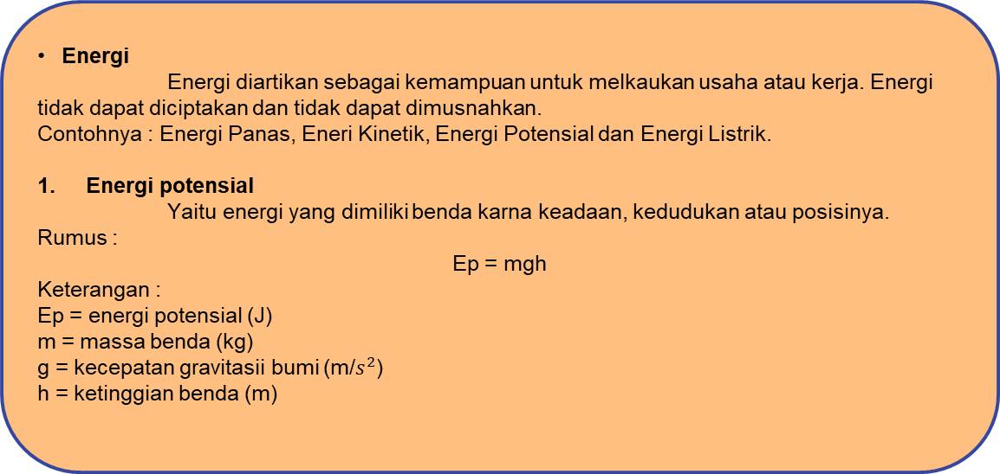 • Energi
Energi diartikan sebagai kemampuan untuk melkaukan usaha atau kerja. Energi
tidak dapat diciptakan dan tidak dapat dimusnahkan.
Contohnya : Energi Panas, Eneri Kinetik, Energi Potensial dan Energi Listrik.
1. Energi potensial
Yaitu energi yang dimiliki benda karna keadaan, kedudukan atau posisinya.
Rumus :
Ep = mgh
Keterangan :
Ep = energi potensial (J)
m = massa benda (kg)
g = kecepatan gravitasii bumi (m/𝑠²)
h = ketinggian benda (m)